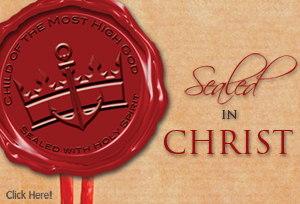 Child of the Most High God
Sealed with Holy Spirit
Sealed
IN
CHRIST
Click Here!